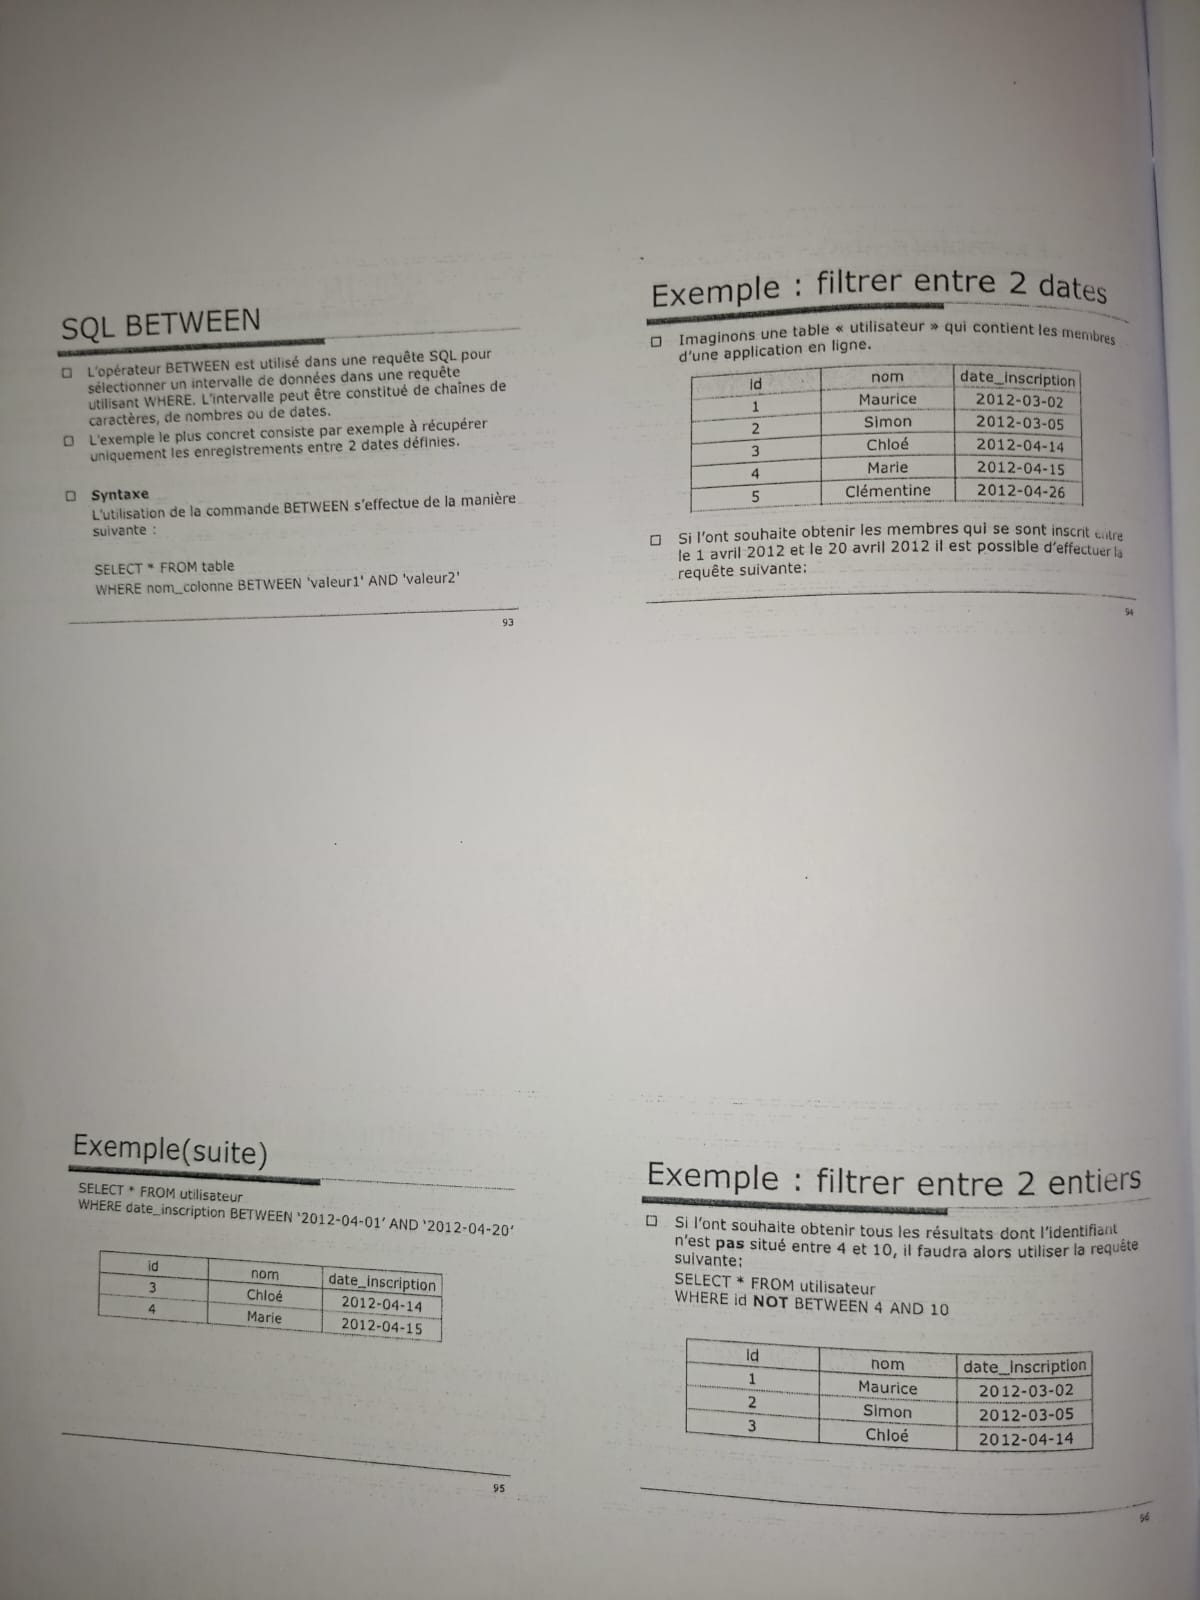 SQL BETWEEN
☐ L'opérateur BETWEEN est utilisé dans une requête SQL pour
sélectionner un intervalle de données dans une requête
utilisant WHERE. L'intervalle peut être constitué de chaînes de
caractères, de nombres ou de dates.
☐ L'exemple le plus concret consiste par exemple à récupérer
uniquement les enregistrements entre 2 dates définies.
☐ Syntaxe
L'utilisation de la commande BETWEEN s'effectue de la manière
suivante :
SELECT * FROM table
WHERE nom_colonne BETWEEN 'valeur1' AND 'valeur2'
93
Exemple : filtrer entre 2 dates
☐ Imaginons une table « utilisateur » qui contient les membres
d'une application en ligne.
id nom date_inscription
1 Maurice 2012-03-02
2 Simon 2012-03-05
3 Chloé 2012-04-14
4 Marie 2012-04-15
5 Clémentine 2012-04-26
☐ Si l'ont souhaite obtenir les membres qui se sont inscrit entre
le 1 avril 2012 et le 20 avril 2012 il est possible d'effectuer la
requête suivante:
94
Exemple(suite)
SELECT * FROM utilisateur
WHERE date_inscription BETWEEN '2012-04-01' AND '2012-04-20'
id nom date_inscription
3 Chloé 2012-04-14
4 Marie 2012-04-15
95
Exemple : filtrer entre 2 entiers
☐ Si l'ont souhaite obtenir tous les résultats dont l'identifiant
n'est pas situé entre 4 et 10, il faudra alors utiliser la requête
suivante:
SELECT * FROM utilisateur
WHERE id NOT BETWEEN 4 AND 10
id nom date_inscription
1 Maurice 2012-03-02
2 Simon 2012-03-05
3 Chloé 2012-04-14
96